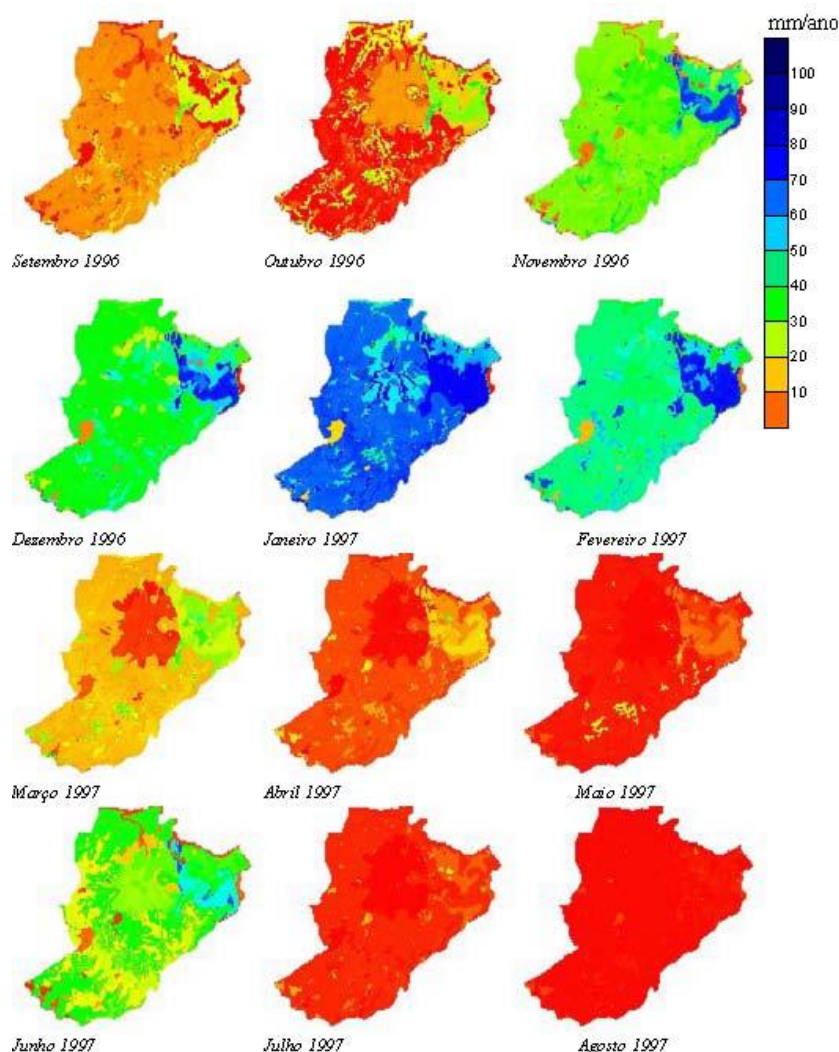 mm/ano
100
90
80
70
60
50
40
30
20
10
Setembro 1996
Outubro 1996
Novembro 1996
Dezembro 1996
Janeiro 1997
Fevereiro 1997
Março 1997
Abril 1997
Maio 1997
Junho 1997
Julho 1997
Agosto 1997